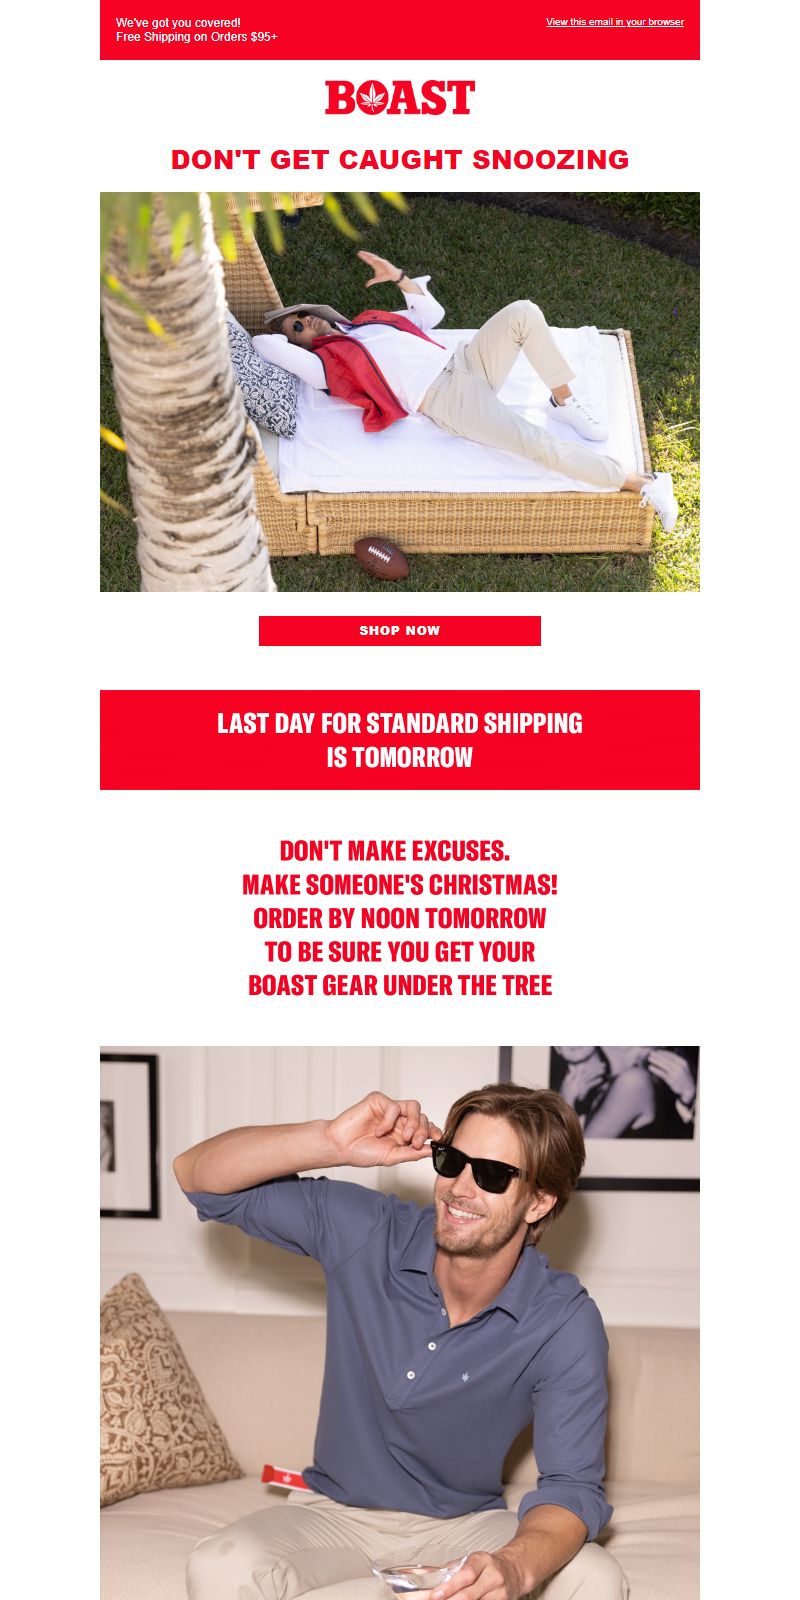 We've got you covered!
Free Shipping on Orders $95+
View this email in your browser
BOAST
DON'T GET CAUGHT SNOOZING
SHOP NOW
LAST DAY FOR STANDARD SHIPPING
IS TOMORROW
DON'T MAKE EXCUSES.
MAKE SOMEONE'S CHRISTMAS!
ORDER BY NOON TOMORROW
TO BE SURE YOU GET YOUR
BOAST GEAR UNDER THE TREE